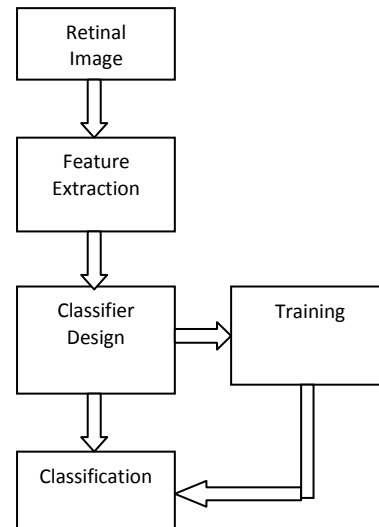 Retinal
Image
Feature
Extraction
Classifier
Design
Training
Classification